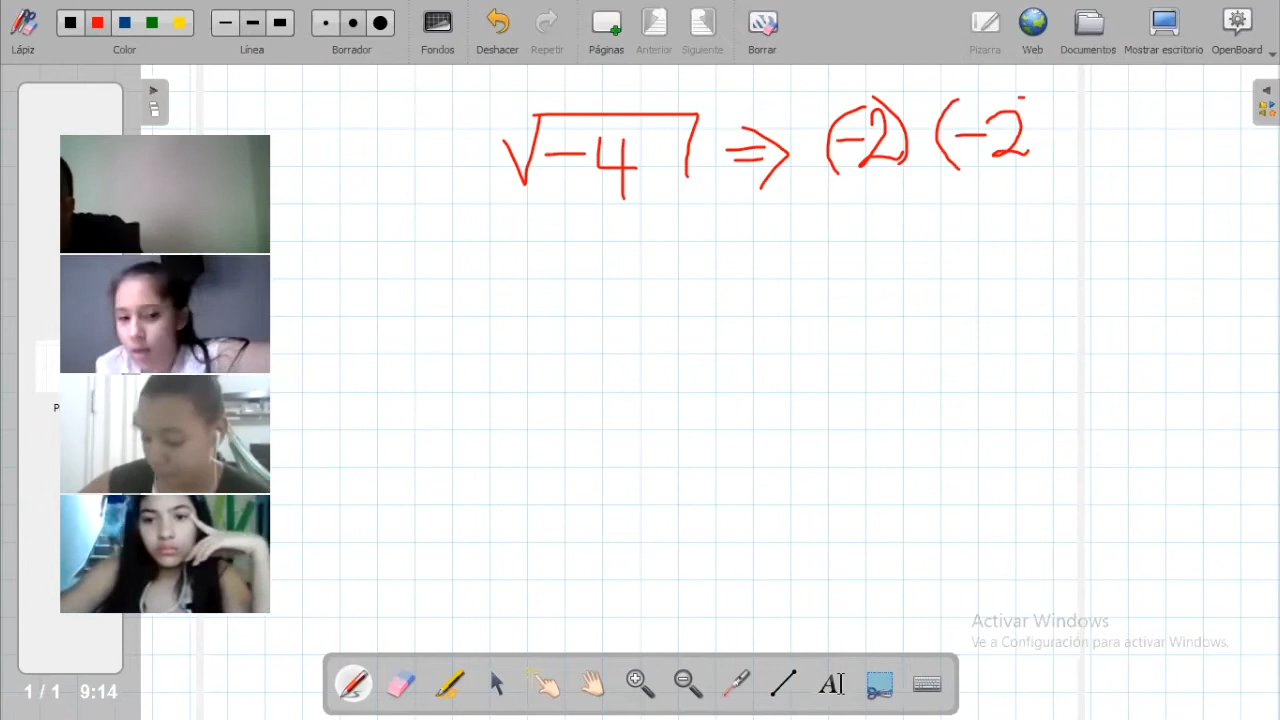 Lápiz Color Línea Borrador Fondos Deshacer Repetir Páginas Anterior Siguiente Borrar Pizarra Web Documentos Mostrar escritorio OpenBoard
√-4 ⇒ (-2) (-2
P
Activar Windows
Ve a Configuración para activar Windows.
1 / 1 9:14
AI